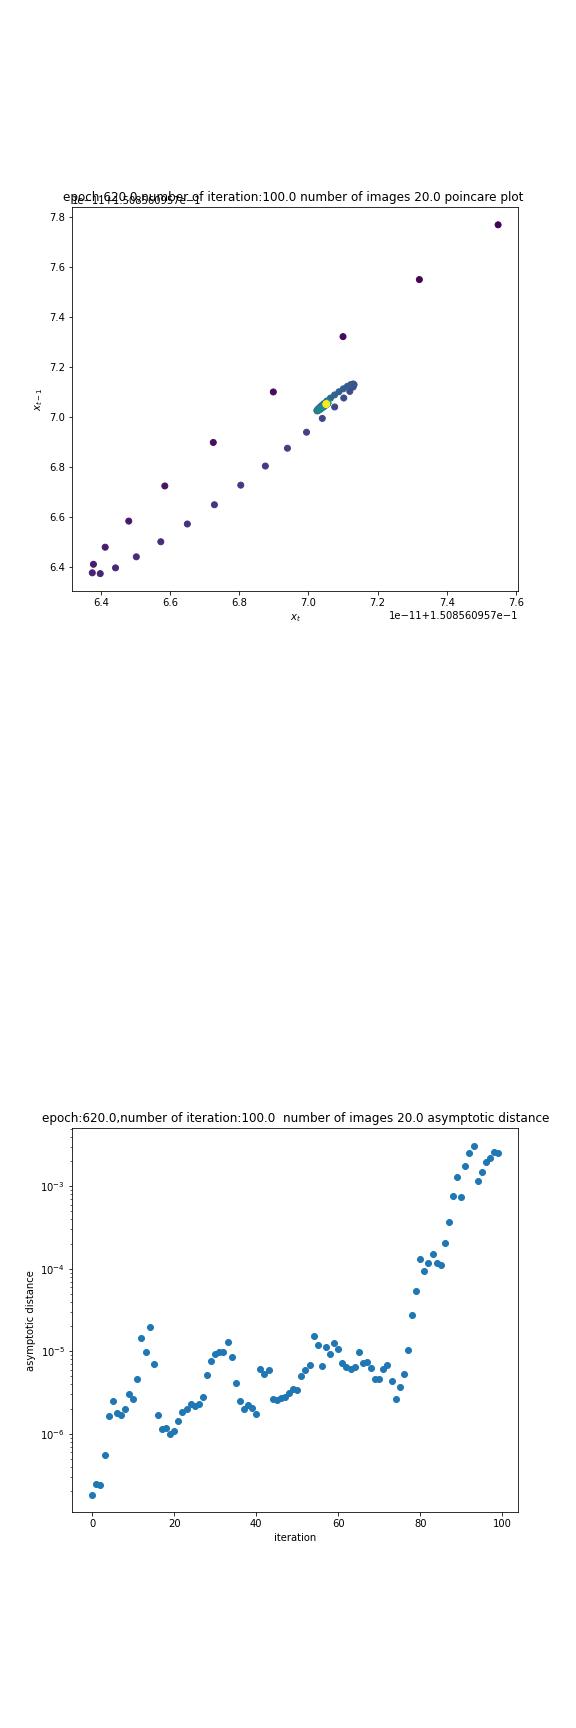 epoch:620.0,number of iteration:100.0 number of images 20.0 poincare plot
1e−11+1.508560957e−1
7.8
7.6
7.4
7.2
7.0
6.8
6.6
6.4
x_{t−1}
6.4 6.6 6.8 7.0 7.2 7.4 7.6
x_t
1e−11+1.508560957e−1
epoch:620.0,number of iteration:100.0 number of images 20.0 asymptotic distance
10⁻³
10⁻⁴
10⁻⁵
10⁻⁶
asymptotic distance
0 20 40 60 80 100
iteration